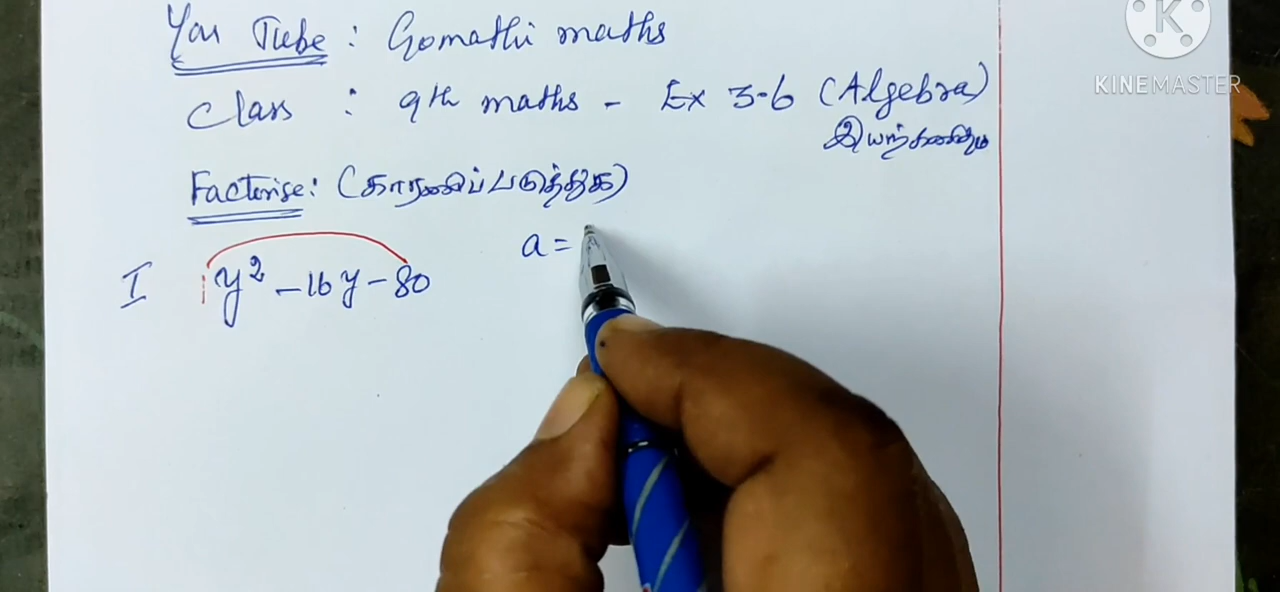 You Tube : Gomathi maths
K
KINEMASTER
Class : 9th maths - Ex 3-6 (Algebra)
இயற்கணிதம்
Factorise: (காரணிப்படுத்துக)
I 1y² - 16y - 80
a =